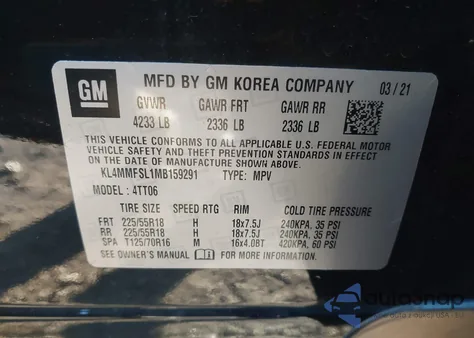 GM
MFD BY GM KOREA COMPANY 03/21
GVWR GAWR FRT GAWR RR
4233 LB 2336 LB 2336 LB
THIS VEHICLE CONFORMS TO ALL APPLICABLE U.S. FEDERAL MOTOR
VEHICLE SAFETY AND THEFT PREVENTION STANDARDS IN EFFECT
ON THE DATE OF MANUFACTURE SHOWN ABOVE.
KL4MMFSL1MB159291 TYPE: MPV
MODEL: 4TT06
TIRE SIZE SPEED RTG RIM COLD TIRE PRESSURE
FRT 225/55R18 H 18x7.5J 240KPA, 35 PSI
RR 225/55R18 H 18x7.5J 240KPA, 35 PSI
SPA T125/70R16 M 16x4.0BT 420KPA, 60 PSI
SEE OWNER'S MANUAL FOR MORE INFORMATION.
AutoSnap